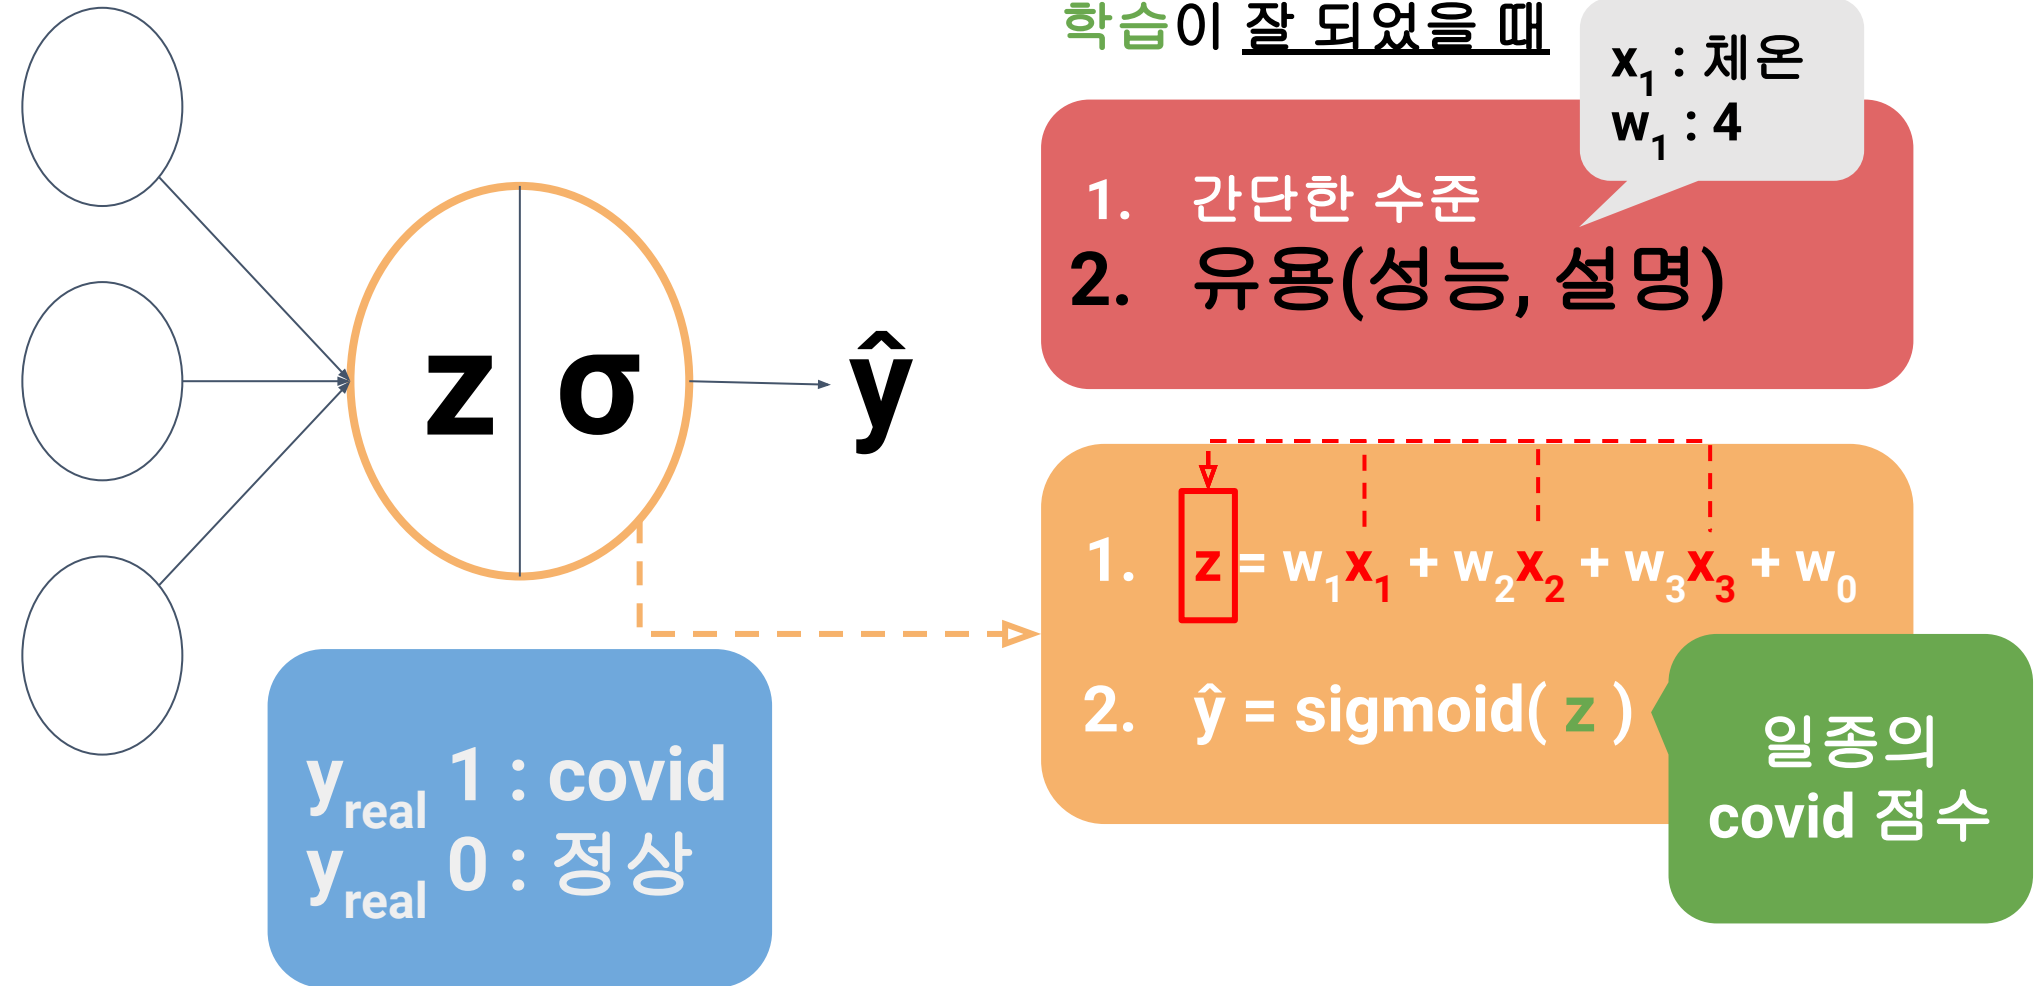 학습이 잘 되었을 때
x1 : 체온
w1 : 4
1. 간단한 수준
2. 유용(성능, 설명)
z σ ŷ
1. z = w1x1 + w2x2 + w3x3 + w0
2. ŷ = sigmoid( z )
일종의
covid 점수
yreal 1 : covid
yreal 0 : 정상